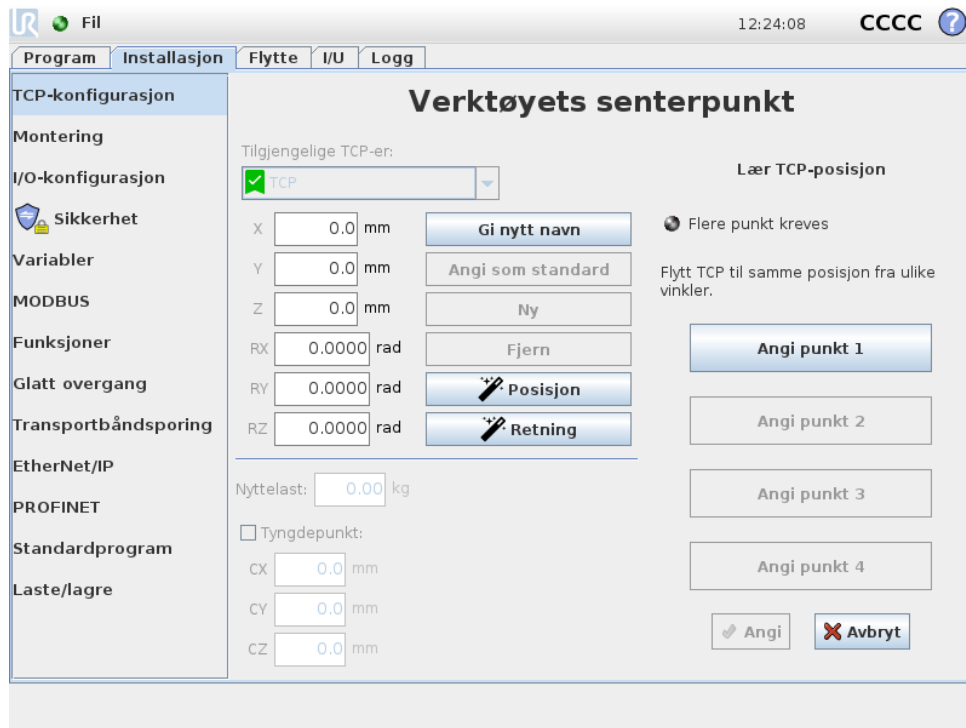 UR Fil 12:24:08 CCCC ?
Program Installasjon Flytte I/U Logg
TCP-konfigurasjon
Montering
I/O-konfigurasjon
Sikkerhet
Variabler
MODBUS
Funksjoner
Glatt overgang
Transportbåndsporing
EtherNet/IP
PROFINET
Standardprogram
Laste/lagre
Verktøyets senterpunkt
Tilgjengelige TCP-er:
TCP
X 0.0 mm Gi nytt navn
Y 0.0 mm Angi som standard
Z 0.0 mm Ny
RX 0.0000 rad Fjern
RY 0.0000 rad Posisjon
RZ 0.0000 rad Retning
Nyttelast: 0.00 kg
Tyngdepunkt:
CX 0.0 mm
CY 0.0 mm
CZ 0.0 mm
Lær TCP-posisjon
Flere punkt kreves
Flytt TCP til samme posisjon fra ulike
vinkler.
Angi punkt 1
Angi punkt 2
Angi punkt 3
Angi punkt 4
Angi Avbryt